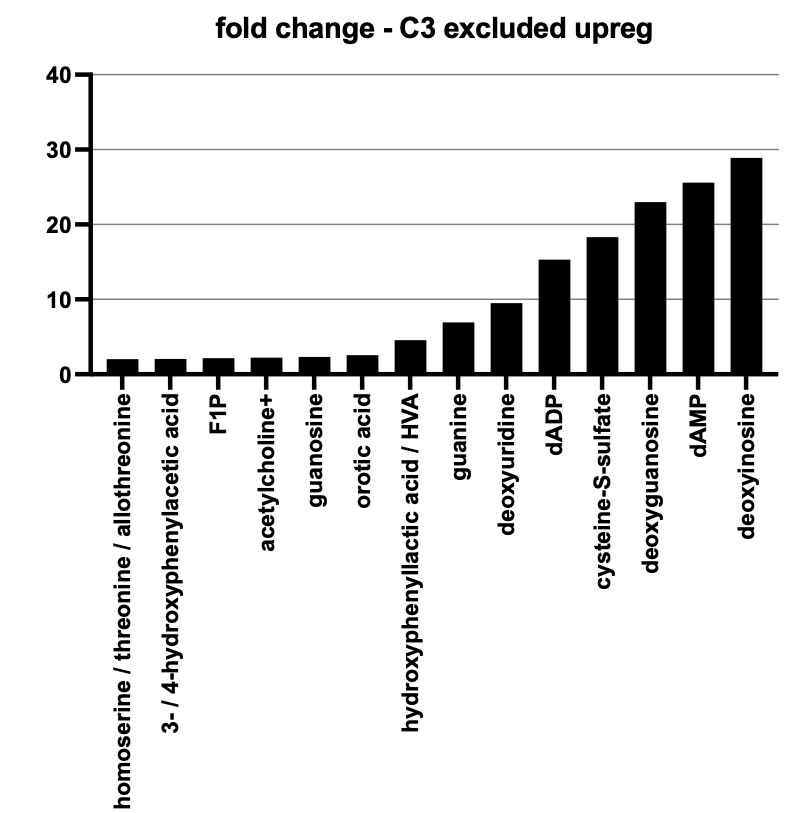 fold change - C3 excluded upreg
40
30
20
10
0
homoserine / threonine / allothreonine
3- / 4-hydroxyphenylacetic acid
F1P
acetylcholine+
guanosine
orotic acid
hydroxyphenyllactic acid / HVA
guanine
deoxyuridine
dADP
cysteine-S-sulfate
deoxyguanosine
dAMP
deoxyinosine